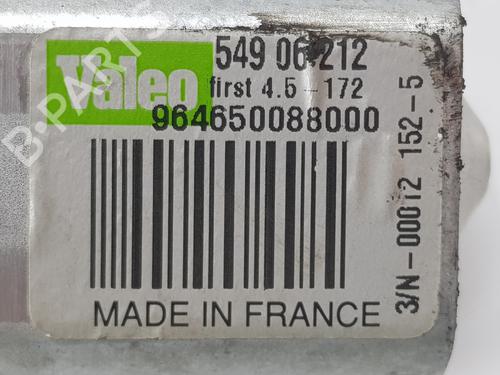 Valeo
549 06 212
first 4.5 - 172
964650088000
MADE IN FRANCE
3/N - 00012 152-5
B-PARTS